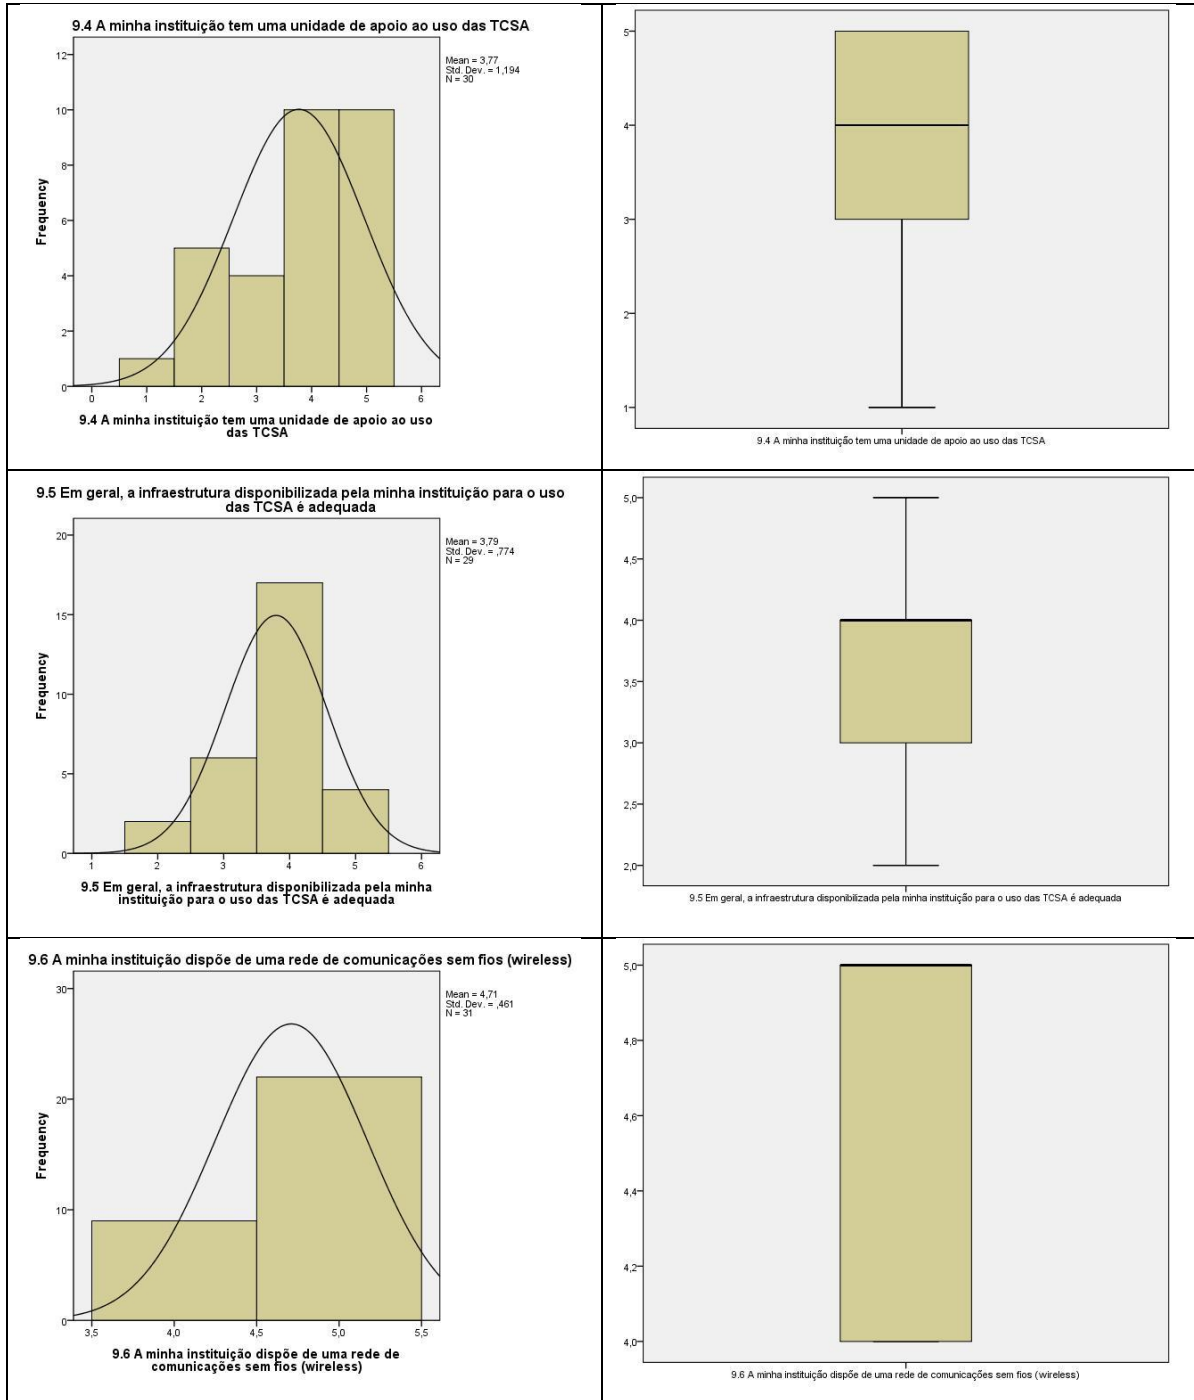 9.4 A minha instituição tem uma unidade de apoio ao uso das TCSA
Mean = 3,77
Std. Dev. = 1,194
N = 30
12
10
8
6
4
2
0
Frequency
0 1 2 3 4 5 6
9.4 A minha instituição tem uma unidade de apoio ao uso
das TCSA
5
4
3
2
1
9.4 A minha instituição tem uma unidade de apoio ao uso das TCSA
9.5 Em geral, a infraestrutura disponibilizada pela minha instituição para o uso
das TCSA é adequada
Mean = 3,79
Std. Dev. = ,774
N = 29
20
15
10
5
0
Frequency
1 2 3 4 5 6
9.5 Em geral, a infraestrutura disponibilizada pela minha
instituição para o uso das TCSA é adequada
5,0
4,5
4,0
3,5
3,0
2,5
2,0
9.5 Em geral, a infraestrutura disponibilizada pela minha instituição para o uso das TCSA é adequada
9.6 A minha instituição dispõe de uma rede de comunicações sem fios (wireless)
Mean = 4,71
Std. Dev. = ,461
N = 31
30
20
10
0
Frequency
3,5 4,0 4,5 5,0 5,5
9.6 A minha instituição dispõe de uma rede de
comunicações sem fios (wireless)
5,0
4,8
4,6
4,4
4,2
4,0
9.6 A minha instituição dispõe de uma rede de comunicações sem fios (wireless)